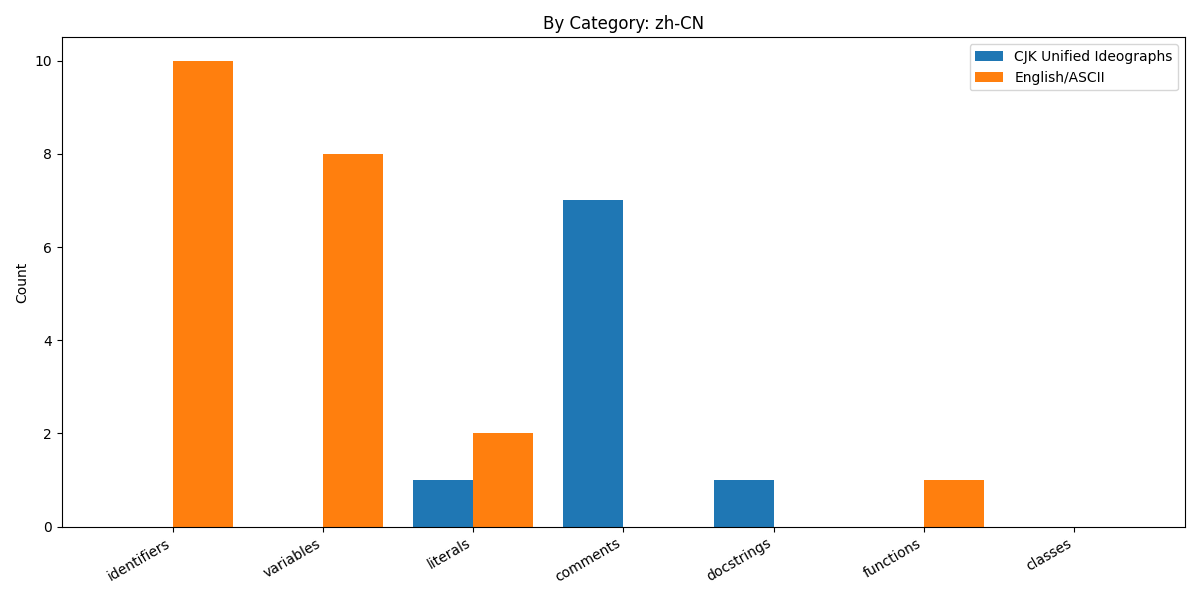 By Category: zh-CN
CJK Unified Ideographs
English/ASCII
Count
10
8
6
4
2
0
identifiers
variables
literals
comments
docstrings
functions
classes